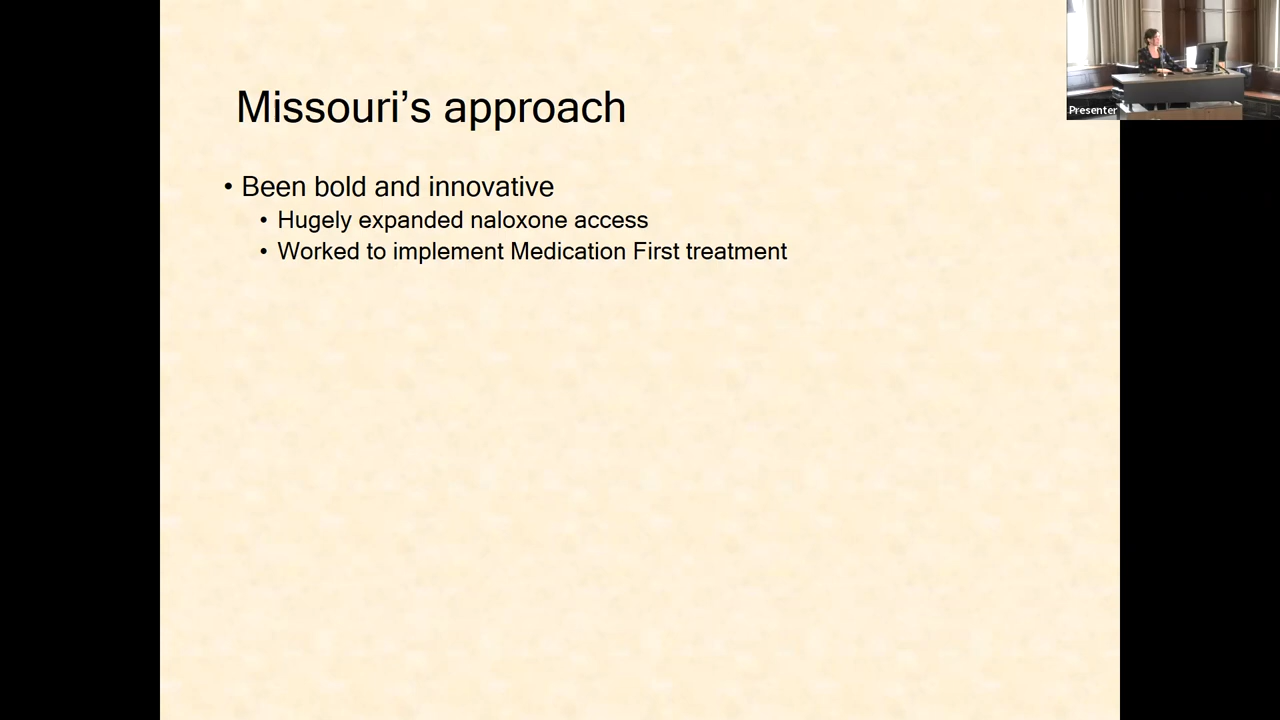 Missouri’s approach
• Been bold and innovative
• Hugely expanded naloxone access
• Worked to implement Medication First treatment
Presenter